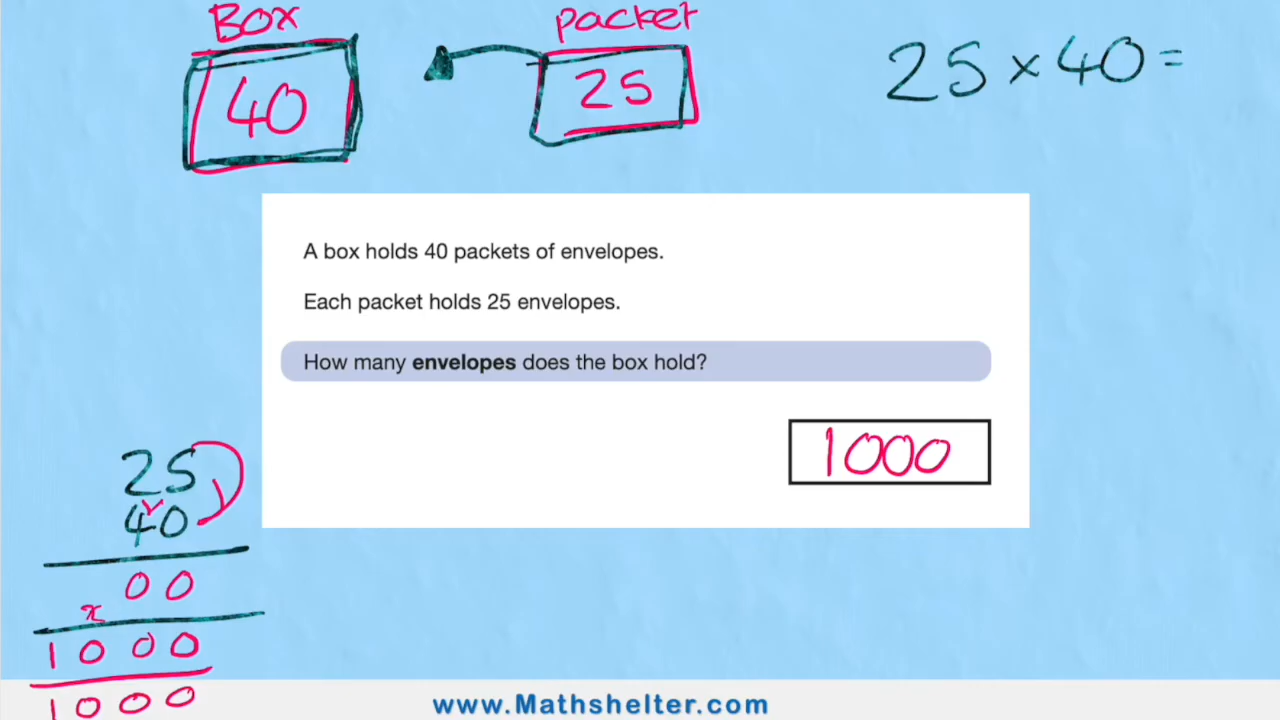 Box
packet
40
25
25 × 40 =
A box holds 40 packets of envelopes.
Each packet holds 25 envelopes.
How many envelopes does the box hold?
1000
25
40
00
1000
1000
www.Mathshelter.com